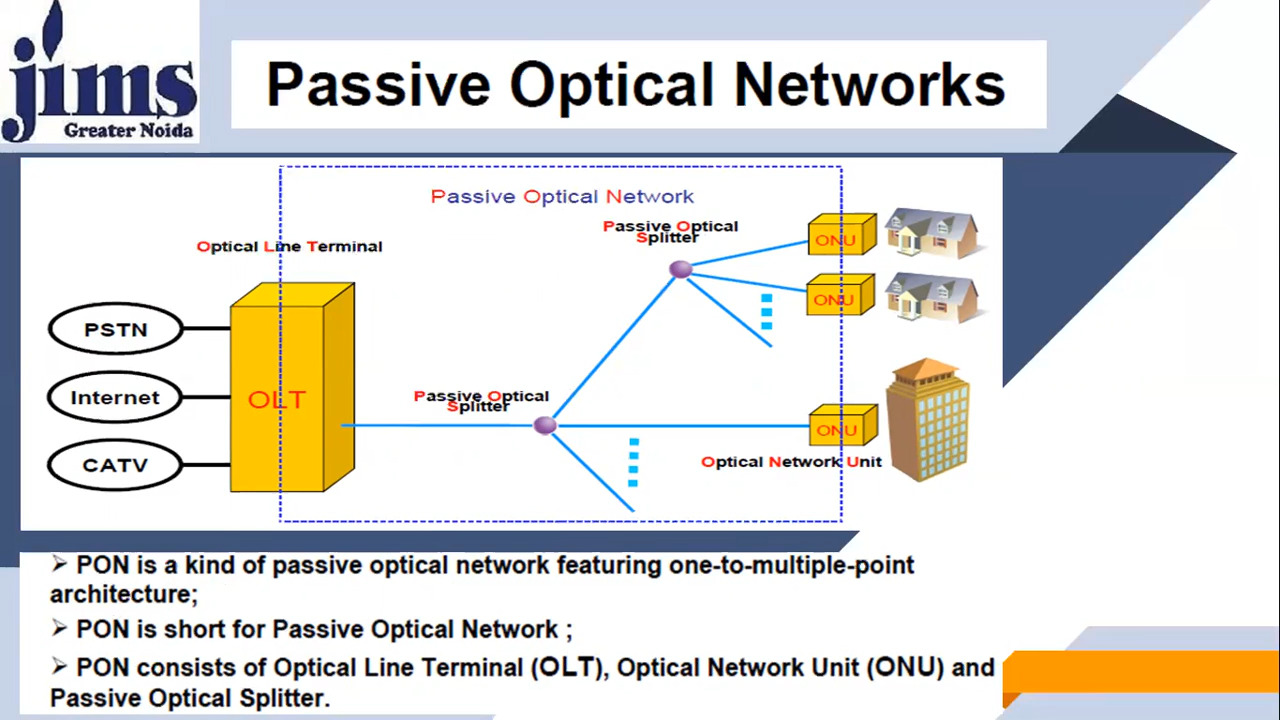 jims
Greater Noida
Passive Optical Networks
Passive Optical Network
Passive Optical
Splitter
Optical Line Terminal
ONU
ONU
PSTN
Internet
CATV
OLT
Passive Optical
Splitter
ONU
Optical Network Unit
➢ PON is a kind of passive optical network featuring one-to-multiple-point
architecture;
➢ PON is short for Passive Optical Network ;
➢ PON consists of Optical Line Terminal (OLT), Optical Network Unit (ONU) and
Passive Optical Splitter.